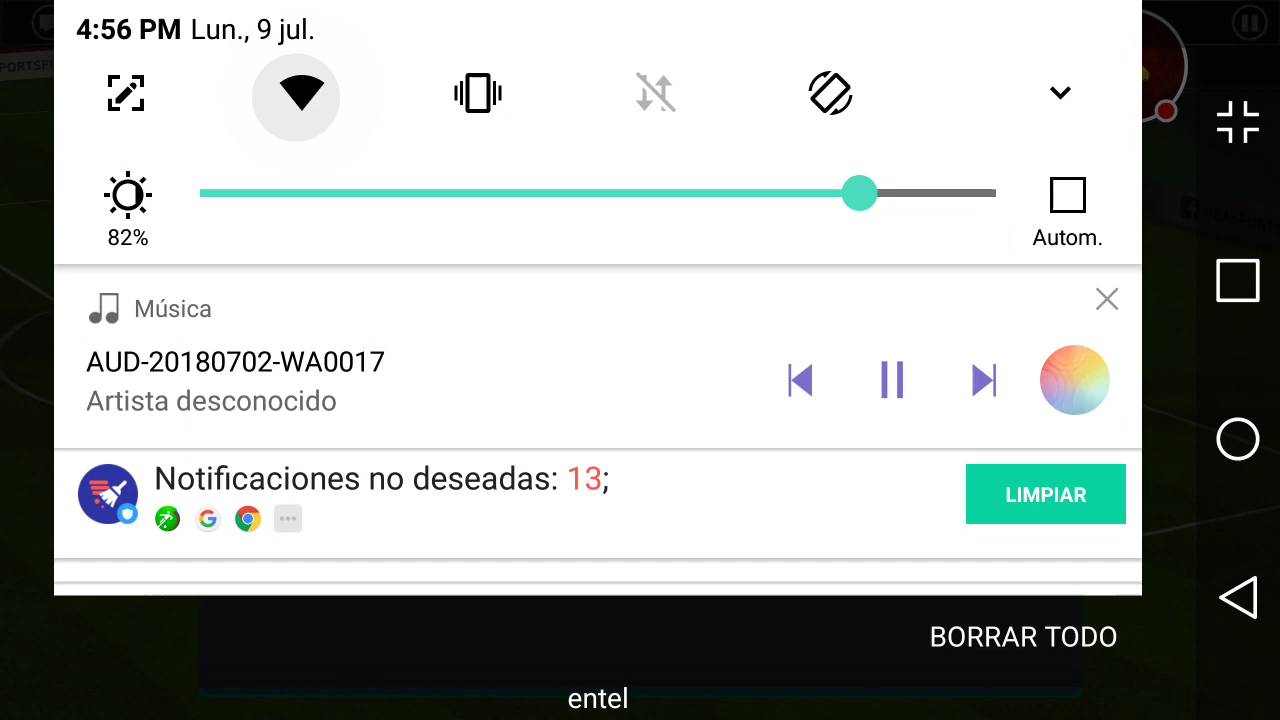 4:56 PM Lun., 9 jul.
PORTSFI
82%
Autom.
Música
AUD-20180702-WA0017
Artista desconocido
Notificaciones no deseadas: 13;
LIMPIAR
BORRAR TODO
entel